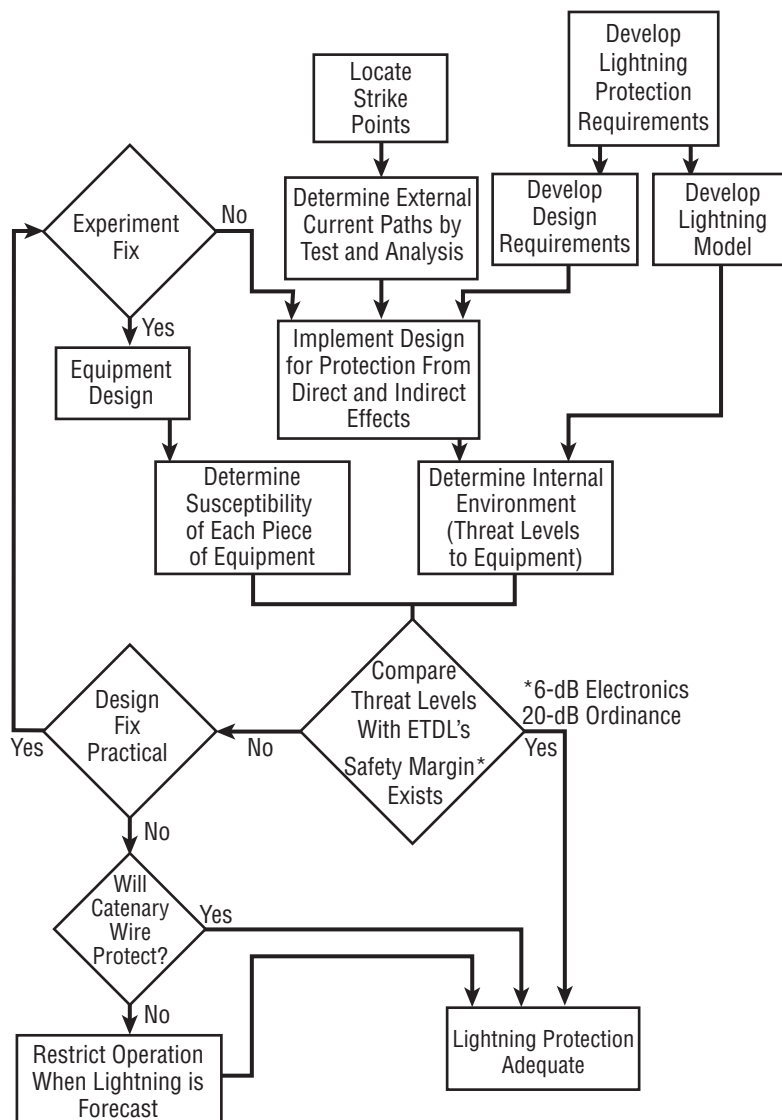 Locate
Strike
Points
Develop
Lightning
Protection
Requirements
Experiment
Fix
No
Yes
Determine External
Current Paths by
Test and Analysis
Develop
Design
Requirements
Develop
Lightning
Model
Equipment
Design
Implement Design
for Protection From
Direct and Indirect
Effects
Determine
Susceptibility
of Each Piece
of Equipment
Determine Internal
Environment
(Threat Levels
to Equipment)
Design
Fix
Practical
Yes
No
No
Compare
Threat Levels
With ETDL's
Safety Margin*
Exists
*6-dB Electronics
20-dB Ordinance
Yes
Will
Catenary
Wire
Protect?
Yes
No
Restrict Operation
When Lightning is
Forecast
Lightning Protection
Adequate